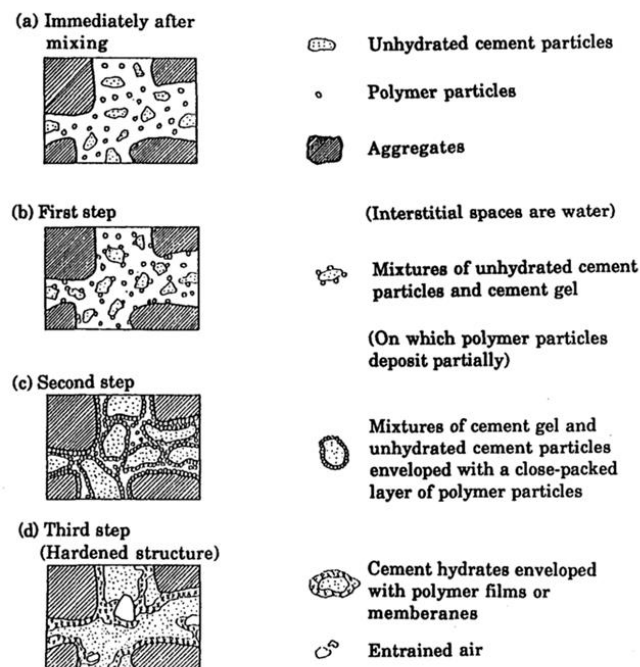 (a) Immediately after
mixing
Unhydrated cement particles
Polymer particles
Aggregates
(b) First step
(Interstitial spaces are water)
Mixtures of unhydrated cement
particles and cement gel
(On which polymer particles
deposit partially)
(c) Second step
Mixtures of cement gel and
unhydrated cement particles
enveloped with a close-packed
layer of polymer particles
(d) Third step
(Hardened structure)
Cement hydrates enveloped
with polymer films or
memberanes
Entrained air